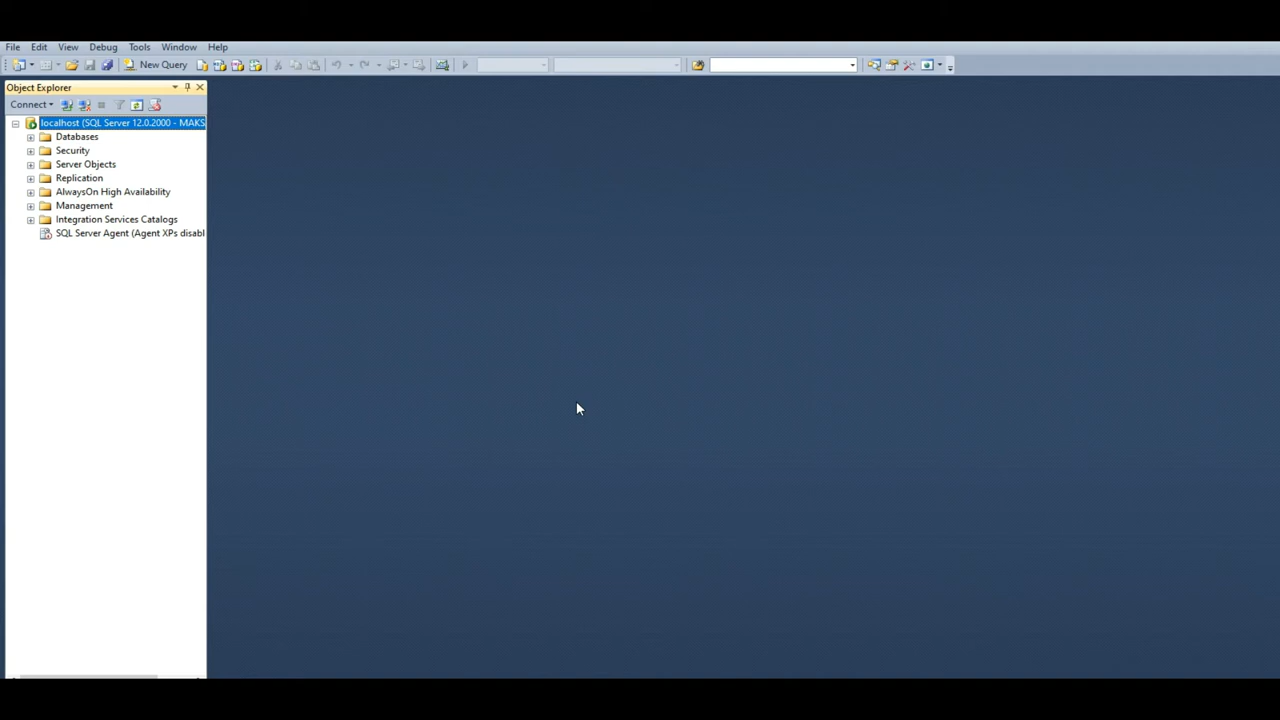 File Edit View Debug Tools Window Help
New Query
Object Explorer
Connect
localhost (SQL Server 12.0.2000 - MAKS
Databases
Security
Server Objects
Replication
AlwaysOn High Availability
Management
Integration Services Catalogs
SQL Server Agent (Agent XPs disabl